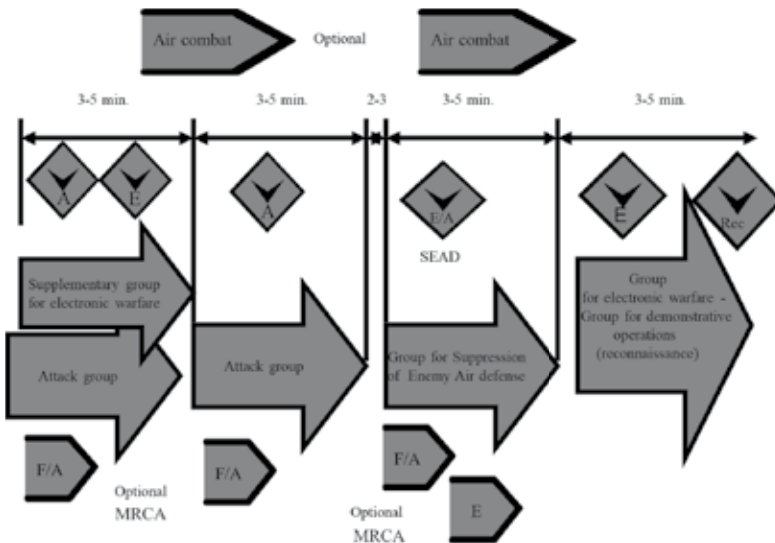 Air combat
Optional
Air combat
3-5 min.
3-5 min.
2-3
3-5 min.
3-5 min.
A
E
A
E/A
E
Rec
SEAD
Supplementary group
for electronic warfare
Group
for electronic warfare -
Group for demonstrative
operations
(reconnaissance)
Attack group
Attack group
Group for Suppression
of Enemy Air defense
F/A
F/A
F/A
Optional
MRCA
Optional
MRCA
E